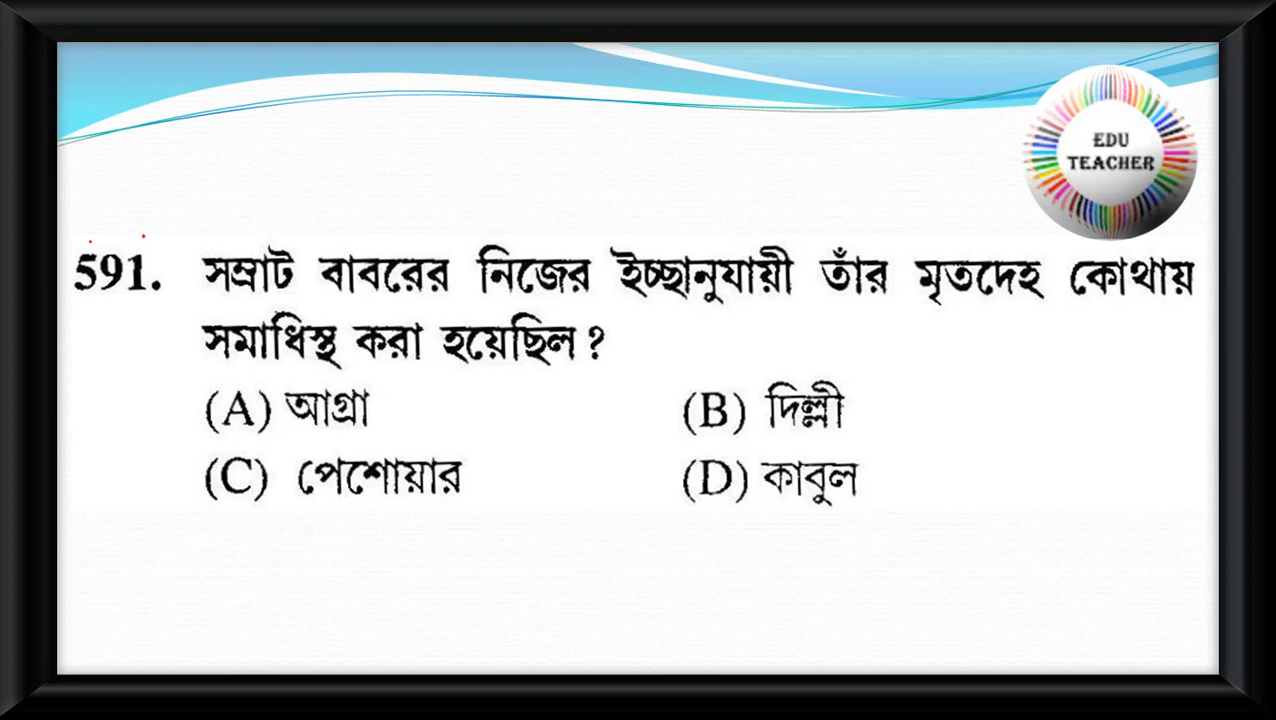 EDU
TEACHER
591. সম্রাট বাবরের নিজের ইচ্ছানুযায়ী তাঁর মৃতদেহ কোথায়
সমাধিস্থ করা হয়েছিল ?
(A) আগ্রা (B) দিল্লী
(C) পেশোয়ার (D) কাবুল